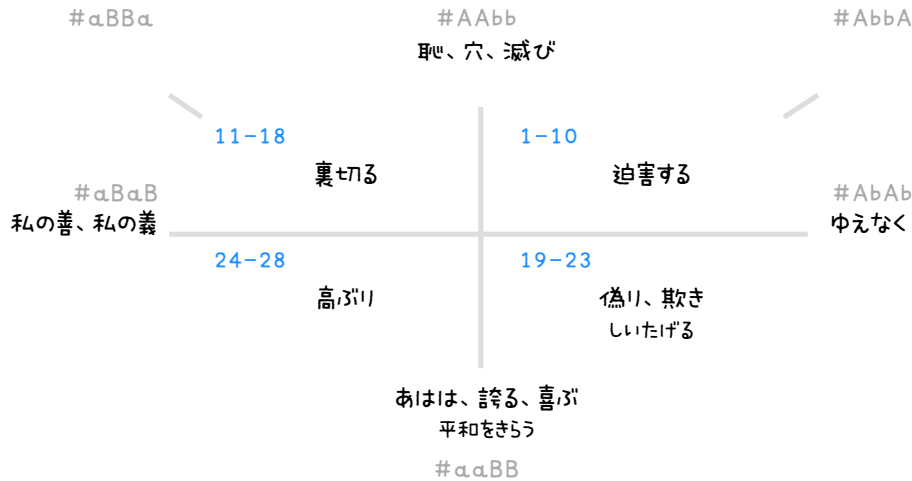 #aBBa
#AAbb
#AbbA
恥、穴、滅び
11-18
1-10
裏切る
迫害する
#aBaB
#AbAb
私の善、私の義
ゆえなく
24-28
19-23
高ぶり
偽り、欺き
しいたげる
あはは、誇る、喜ぶ
平和をきらう
#aaBB